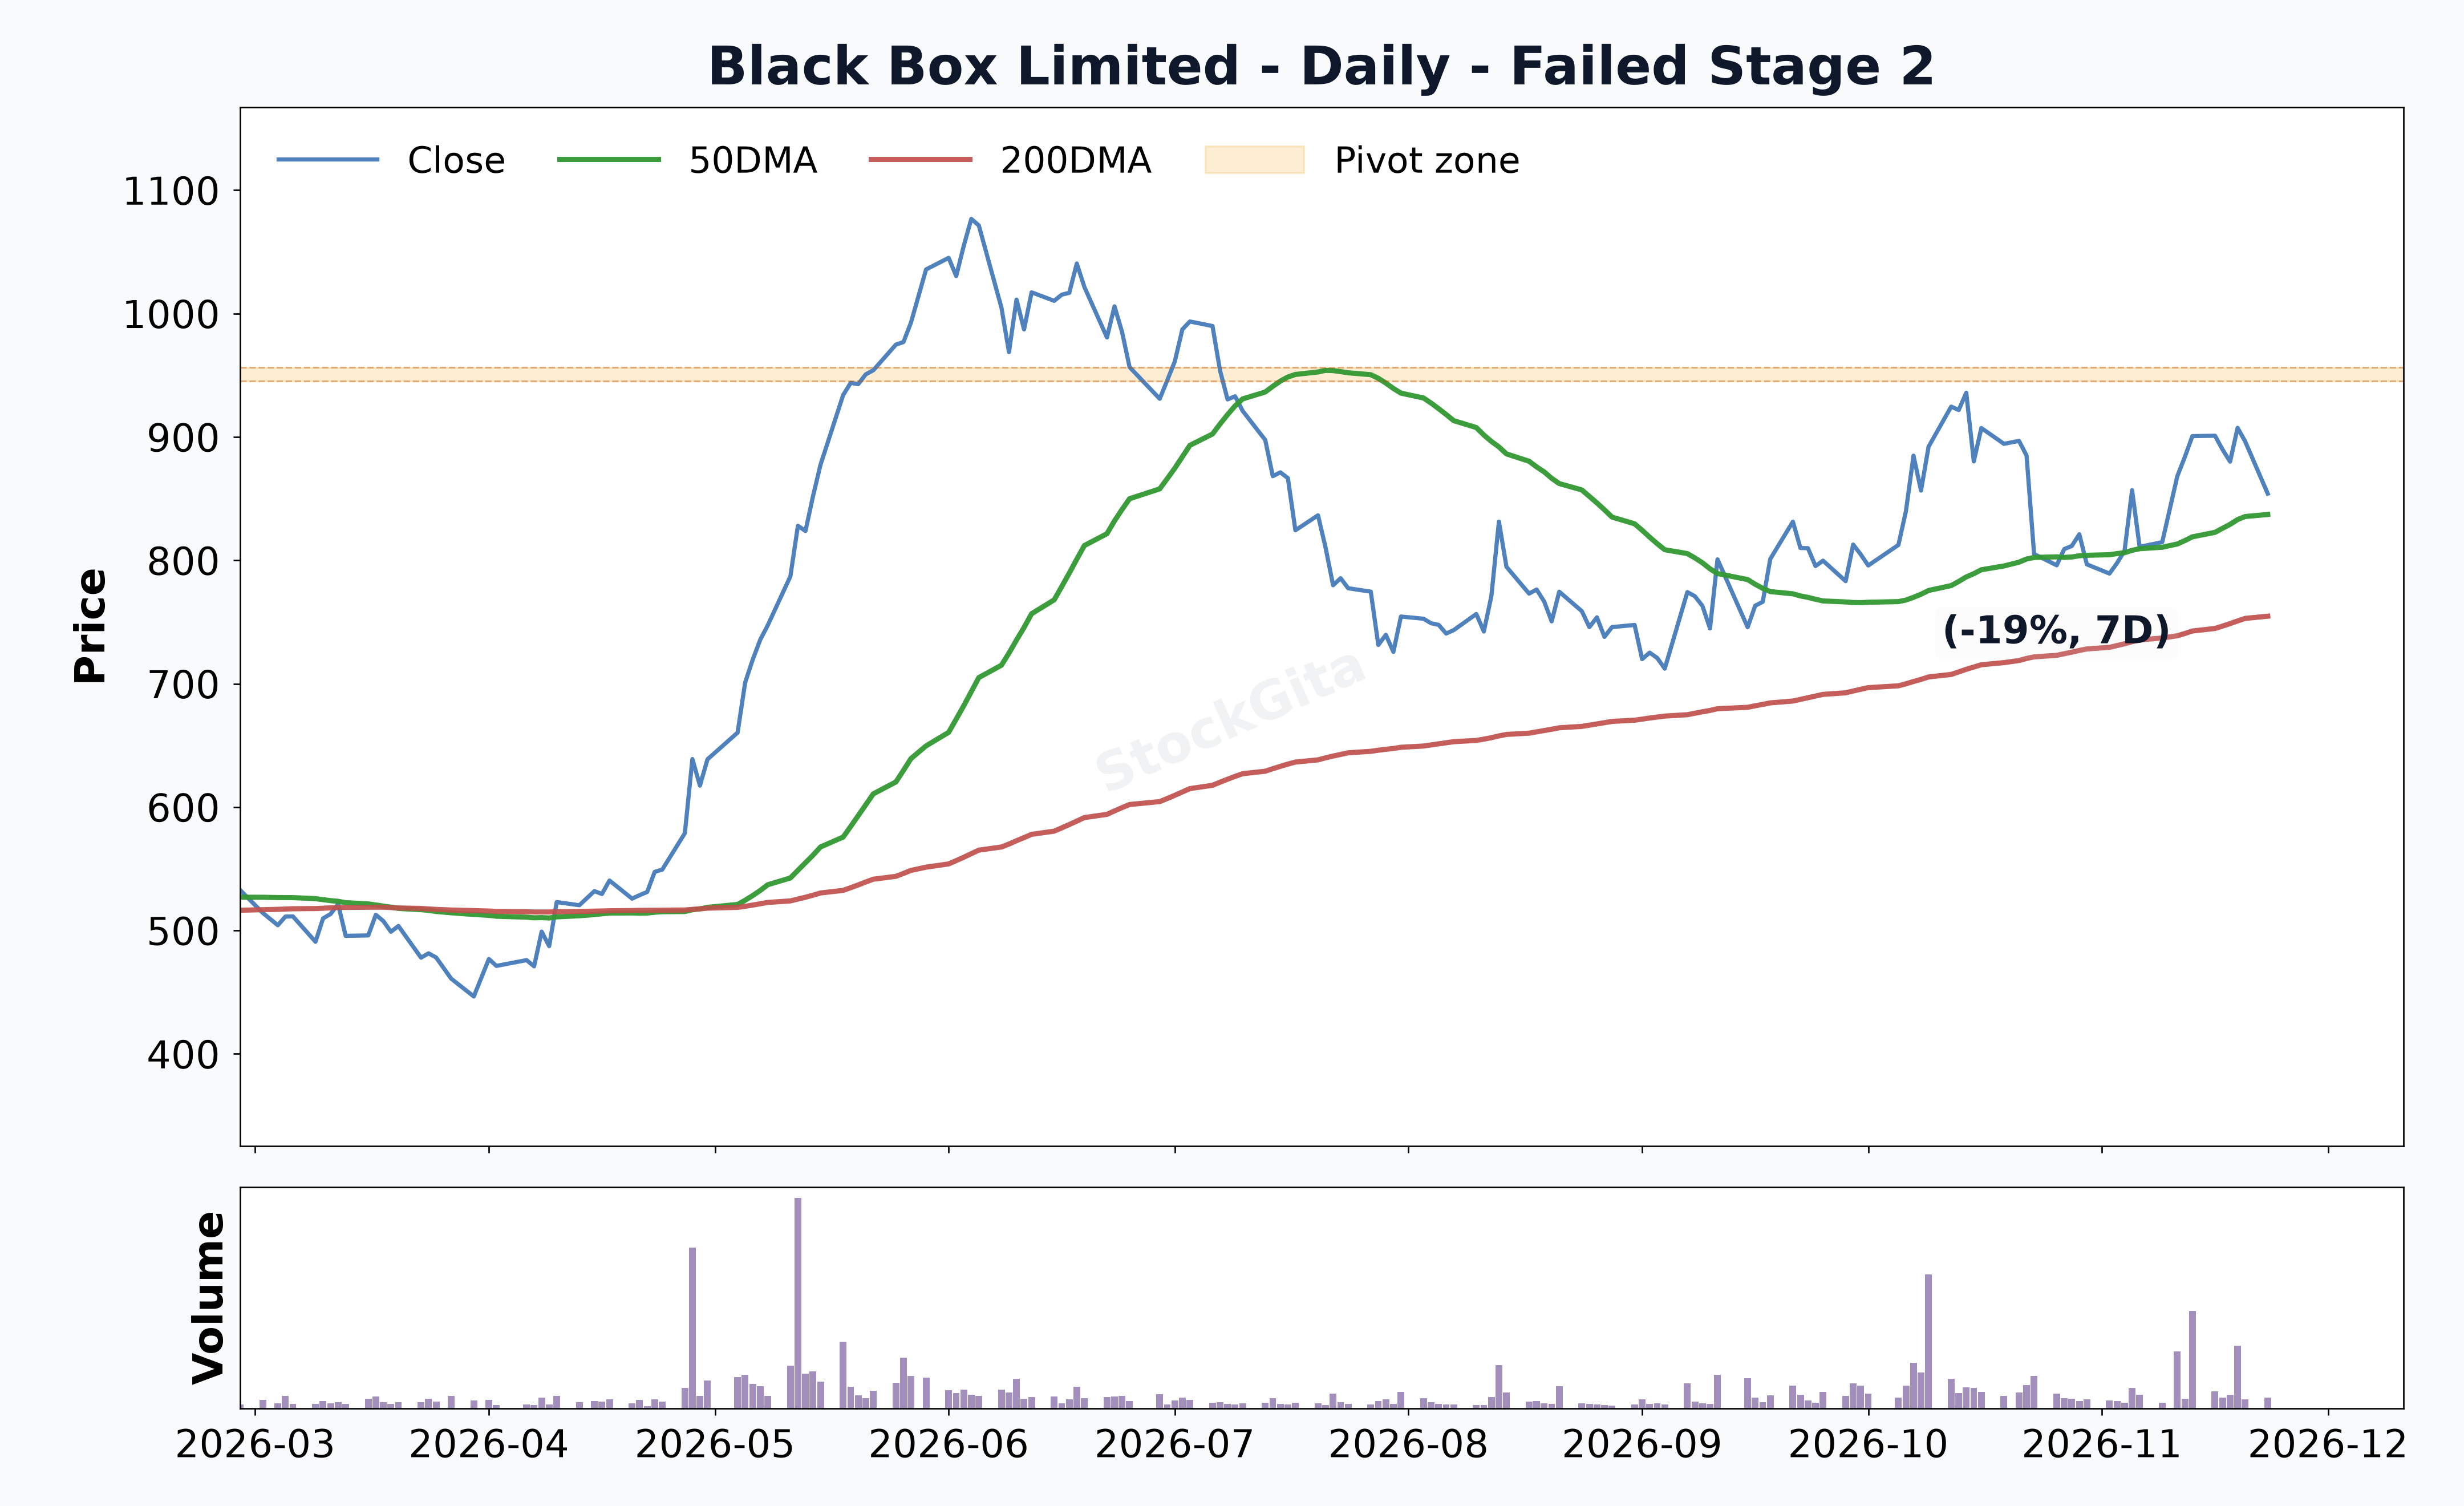 Black Box Limited - Daily - Failed Stage 2
Close 50DMA 200DMA Pivot zone
1100
1000
900
800
700
600
500
400
Price
(-19%, 7D)
StockGita
Volume
2026-03 2026-04 2026-05 2026-06 2026-07 2026-08 2026-09 2026-10 2026-11 2026-12